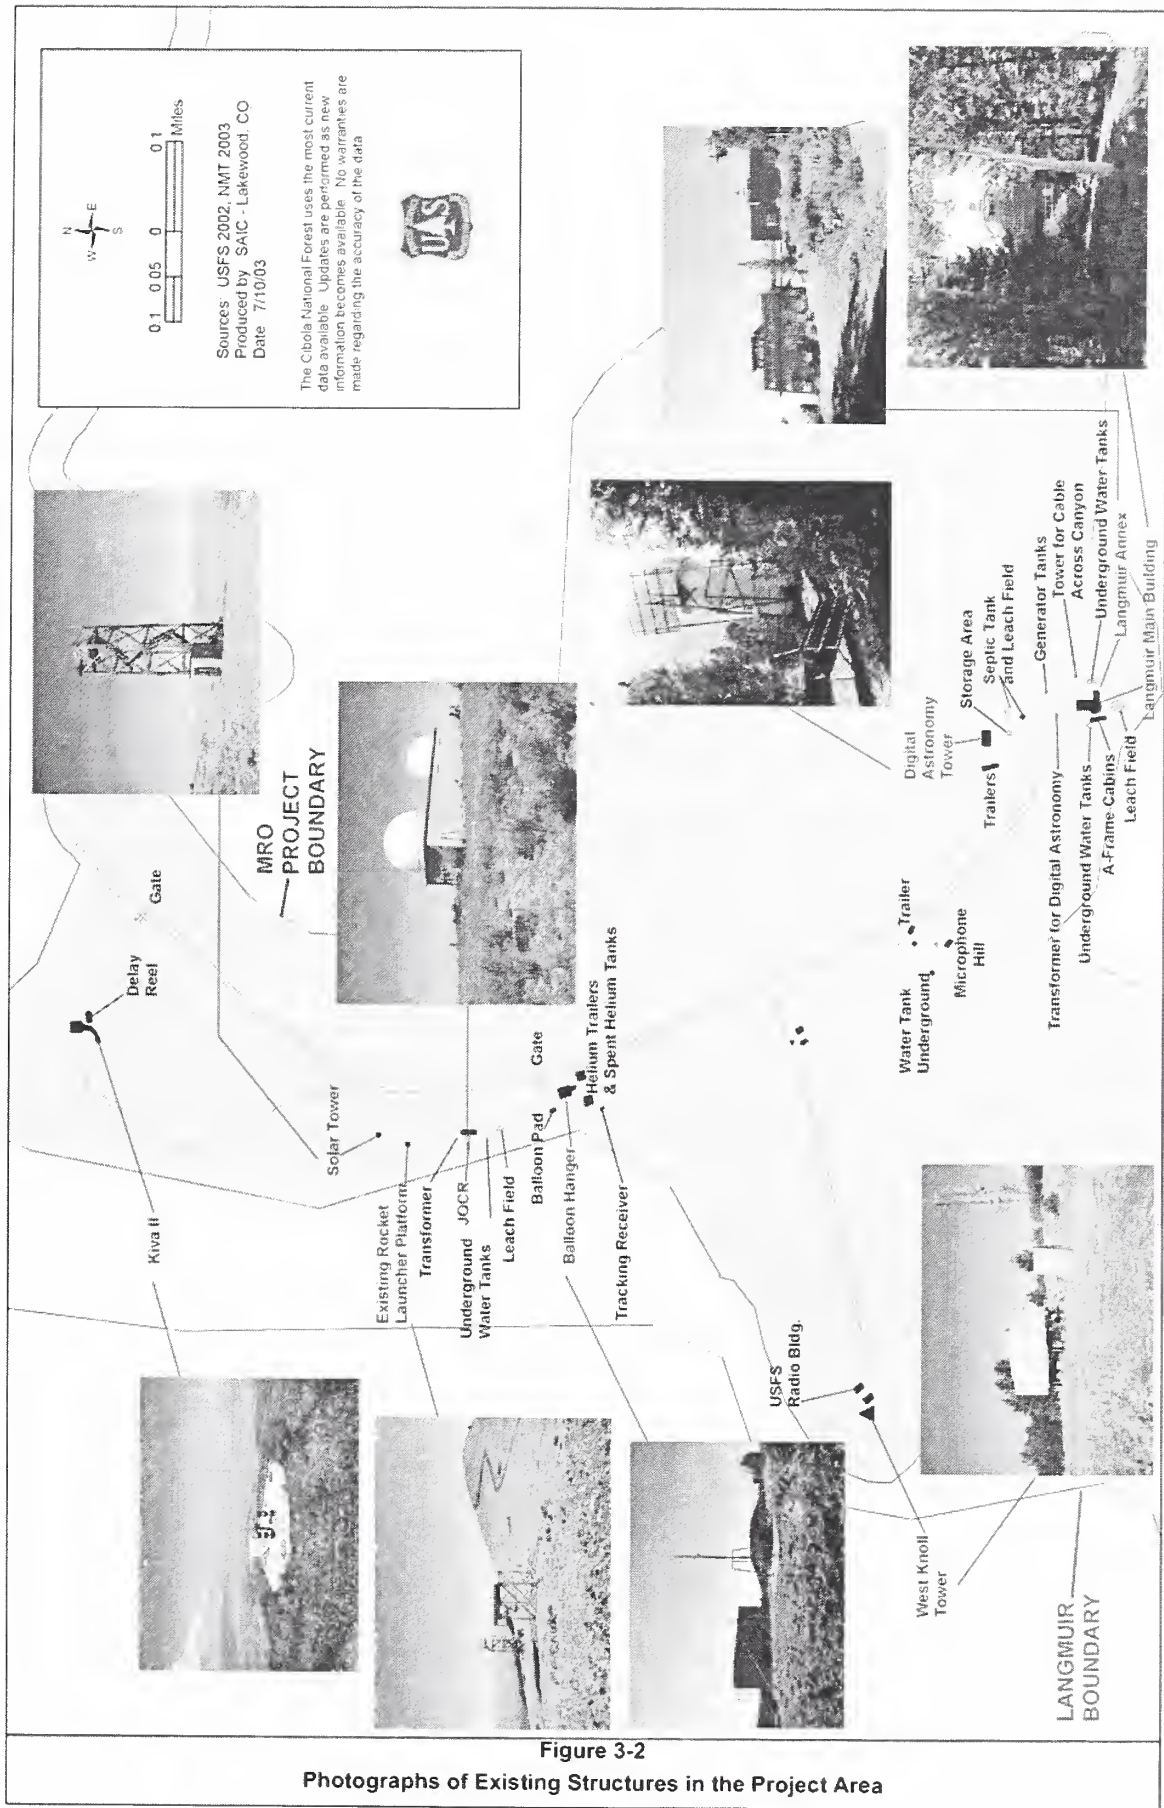 N
W E
S
0.1 0.05 0 0.1
Miles
Sources: USFS 2002, NMT 2003
Produced by SAIC - Lakewood, CO
Date 7/10/03
The Cibola National Forest uses the most current
data available Updates are performed as new
information becomes available No warranties are
made regarding the accuracy of the data
U S
Kiva II
Delay
Reel
Gate
MRO
PROJECT
BOUNDARY
Solar Tower
Existing Rocket
Launcher Platform
Transformer
JOCR
Underground
Water Tanks
Leach Field
Balloon Pad
Gate
Balloon Hanger
Helium Trailers
& Spent Helium Tanks
Tracking Receiver
USFS
Radio Bldg.
West Knoll
Tower
LANGMUIR
BOUNDARY
Water Tank
Underground
Trailer
Microphone
Hill
Digital
Astronomy
Tower
Trailers
Storage Area
Septic Tank
and Leach Field
Generator Tanks
Tower for Cable
Across Canyon
Underground Water Tanks
Langmuir Annex
Langmuir Main Building
Transformer for Digital Astronomy
Underground Water Tanks
A-Frame-Cabins
Leach Field
Figure 3-2
Photographs of Existing Structures in the Project Area